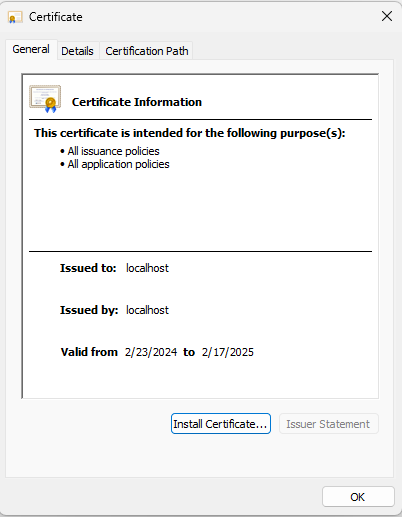 Certificate
General Details Certification Path
Certificate Information
This certificate is intended for the following purpose(s):
• All issuance policies
• All application policies
Issued to: localhost
Issued by: localhost
Valid from 2/23/2024 to 2/17/2025
Install Certificate... Issuer Statement
OK